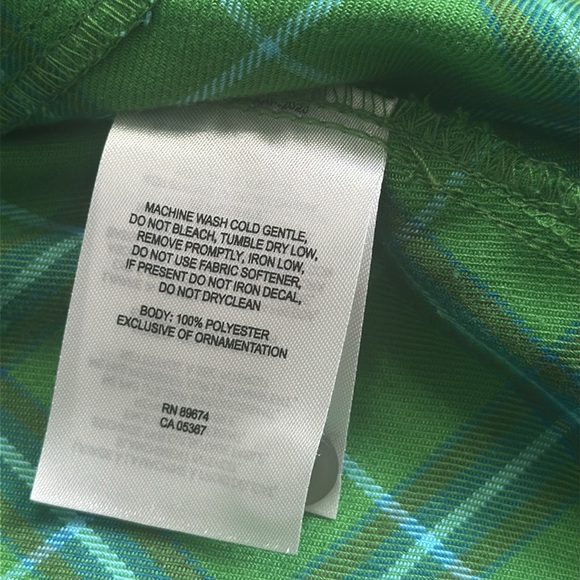 MACHINE WASH COLD GENTLE,
DO NOT BLEACH, TUMBLE DRY LOW,
REMOVE PROMPTLY, IRON LOW,
DO NOT USE FABRIC SOFTENER,
IF PRESENT DO NOT IRON DECAL,
DO NOT DRYCLEAN
BODY: 100% POLYESTER
EXCLUSIVE OF ORNAMENTATION
RN 89674
CA 05367